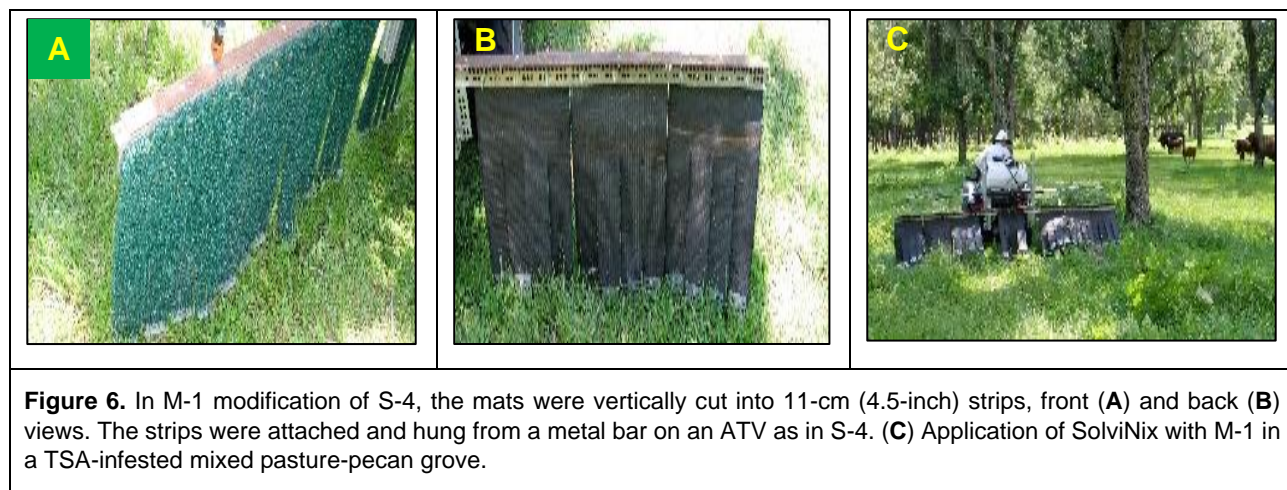 A
B
C
Figure 6. In M-1 modification of S-4, the mats were vertically cut into 11-cm (4.5-inch) strips, front (A) and back (B)
views. The strips were attached and hung from a metal bar on an ATV as in S-4. (C) Application of SolviNix with M-1 in
a TSA-infested mixed pasture-pecan grove.